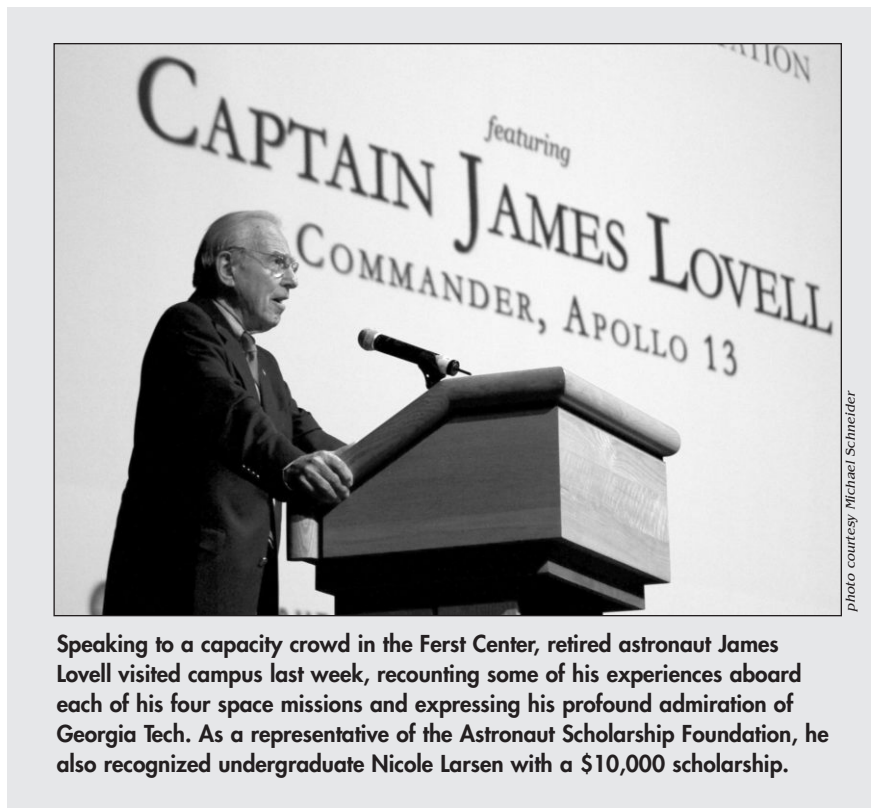 ATION
featuring
CAPTAIN JAMES LOVELL
COMMANDER, APOLLO 13
photo courtesy Michael Schneider
Speaking to a capacity crowd in the Ferst Center, retired astronaut James
Lovell visited campus last week, recounting some of his experiences aboard
each of his four space missions and expressing his profound admiration of
Georgia Tech. As a representative of the Astronaut Scholarship Foundation, he
also recognized undergraduate Nicole Larsen with a $10,000 scholarship.